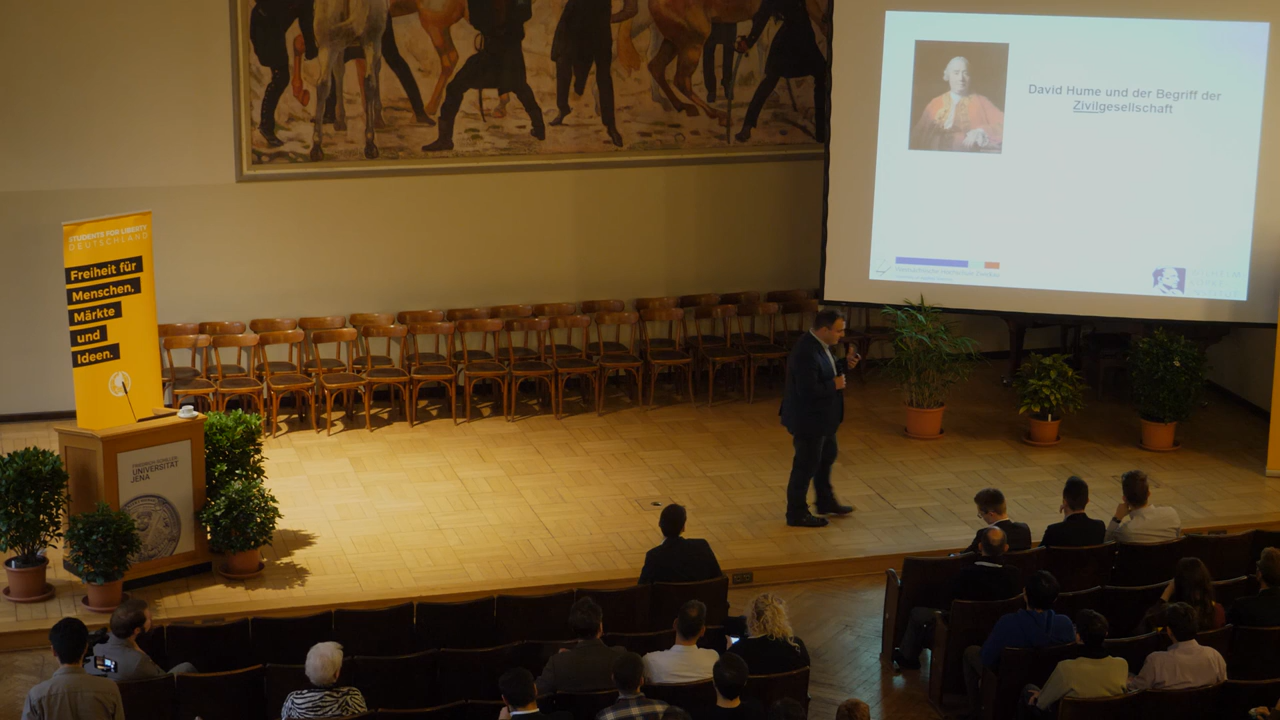 STUDENTS FOR LIBERTY
DEUTSCHLAND
Freiheit für
Menschen,
Märkte
und
Ideen.
FRIEDRICH-SCHILLER-
UNIVERSITÄT
JENA
David Hume und der Begriff der
Zivilgesellschaft